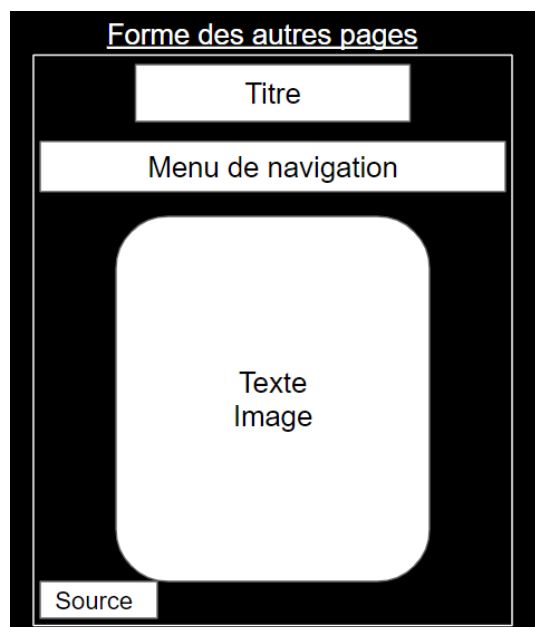 Forme des autres pages
Titre
Menu de navigation
Texte
Image
Source